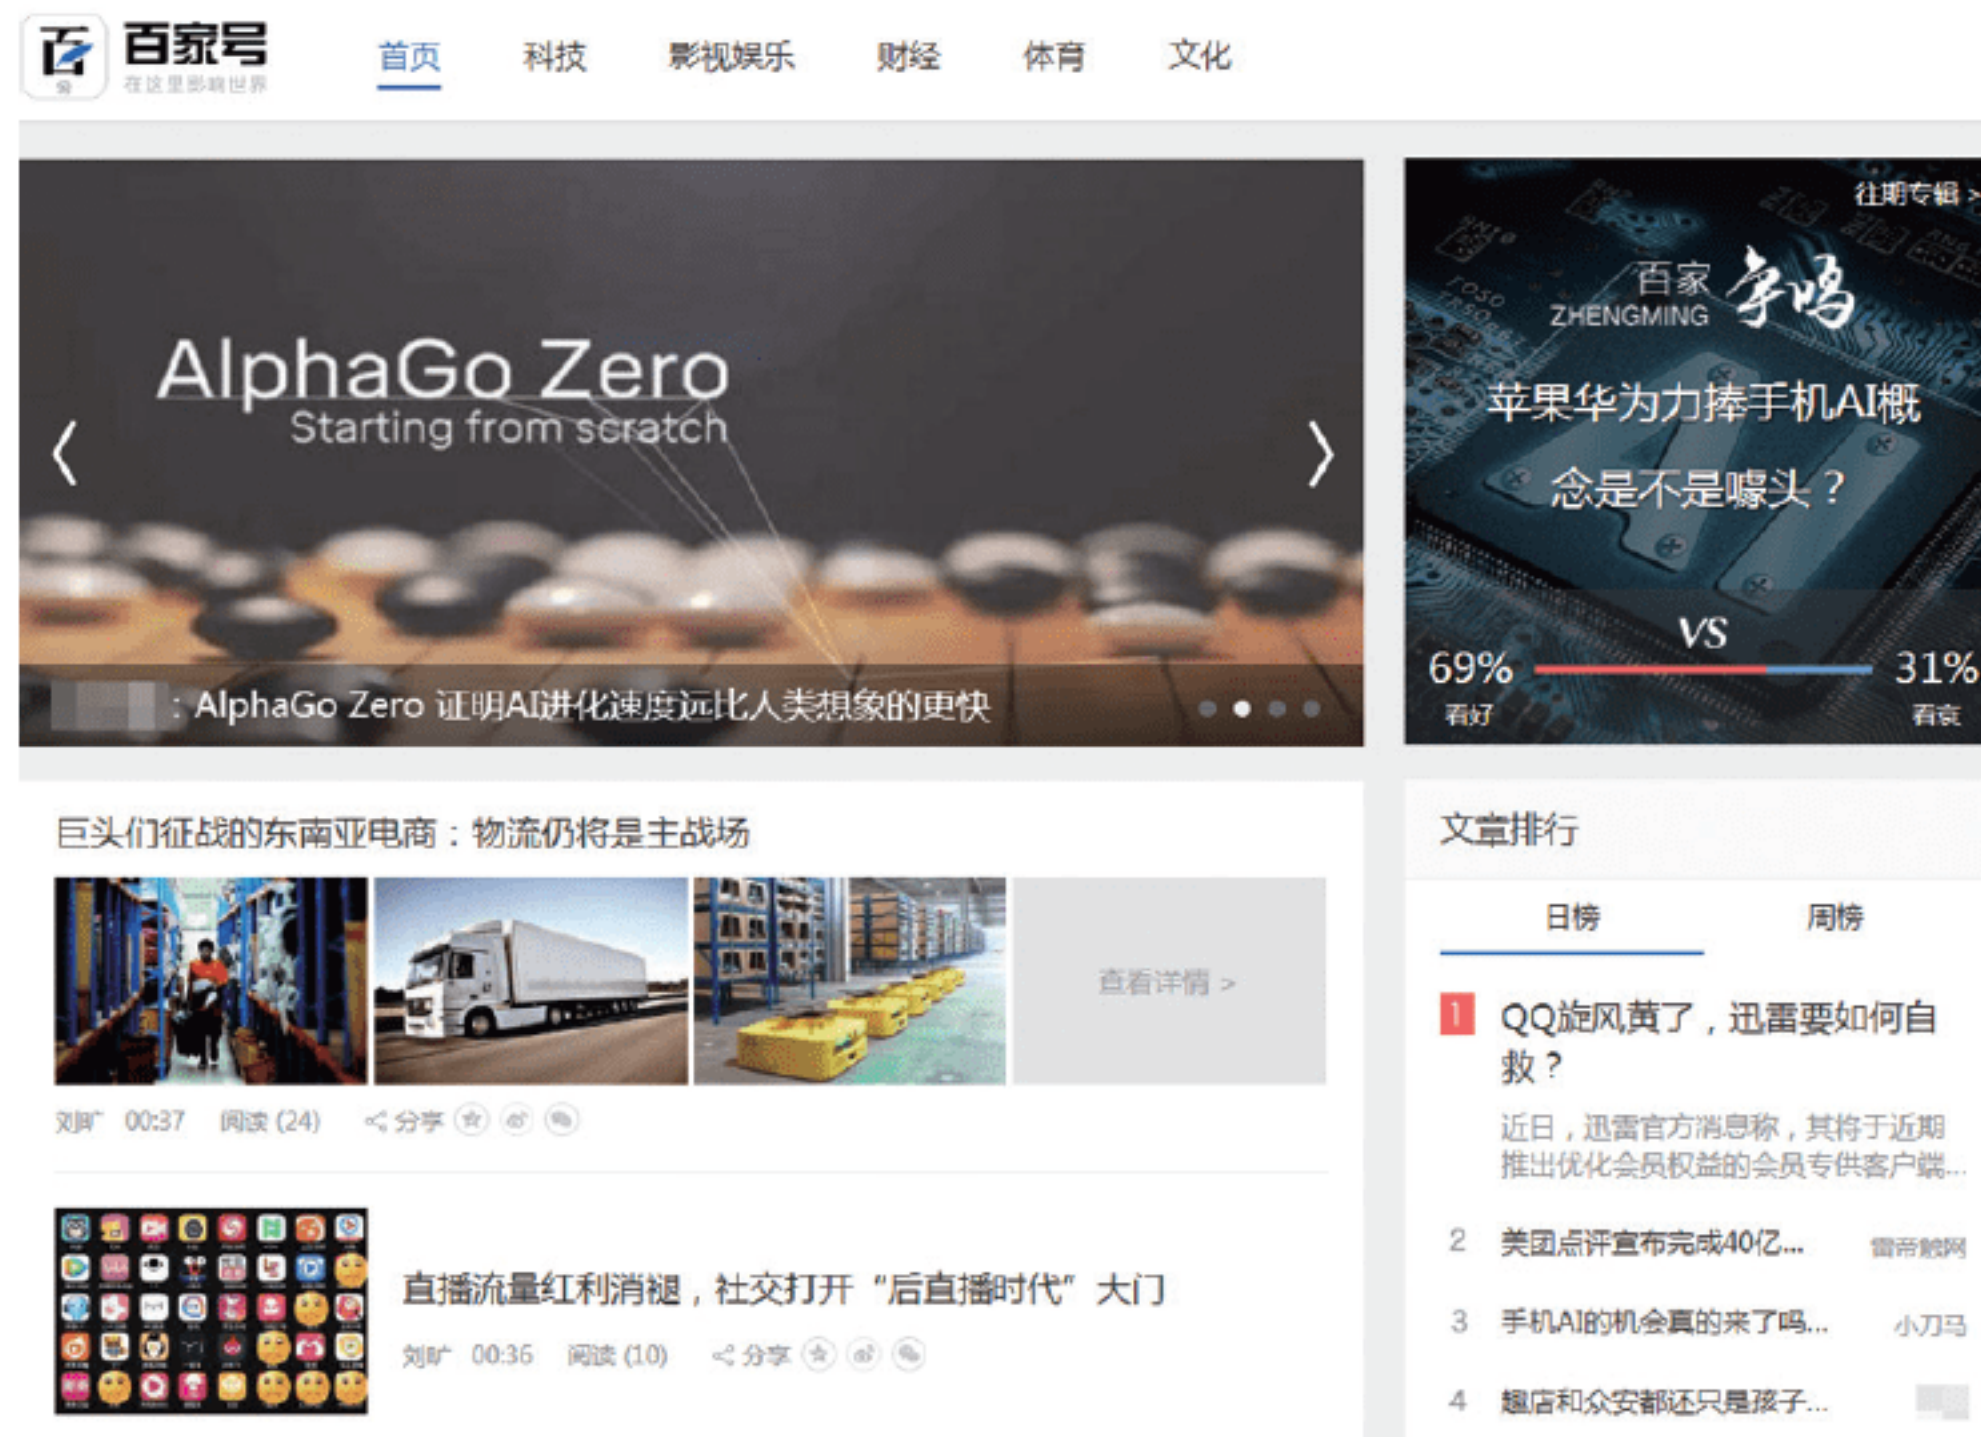 百家号
在这里影响世界
首页 科技 影视娱乐 财经 体育 文化
AlphaGo Zero
Starting from scratch
: AlphaGo Zero 证明AI进化速度远比人类想象的更快
往期专辑 >
百家 争鸣
ZHENGMING
苹果华为力捧手机AI概
念是不是噱头？
VS
69% 31%
看好 看衰
巨头们征战的东南亚电商：物流仍将是主战场
查看详情 >
刘旷 00:37 阅读 (24) 分享
直播流量红利消褪，社交打开“后直播时代”大门
刘旷 00:36 阅读 (10) 分享
文章排行
日榜 周榜
1 QQ旋风黄了，迅雷要如何自
救？
近日，迅雷官方消息称，其将于近期
推出优化会员权益的会员专供客户端...
2 美团点评宣布完成40亿... 雷帝触网
3 手机AI的机会真的来了吗... 小刀马
4 趣店和众安都还只是孩子...